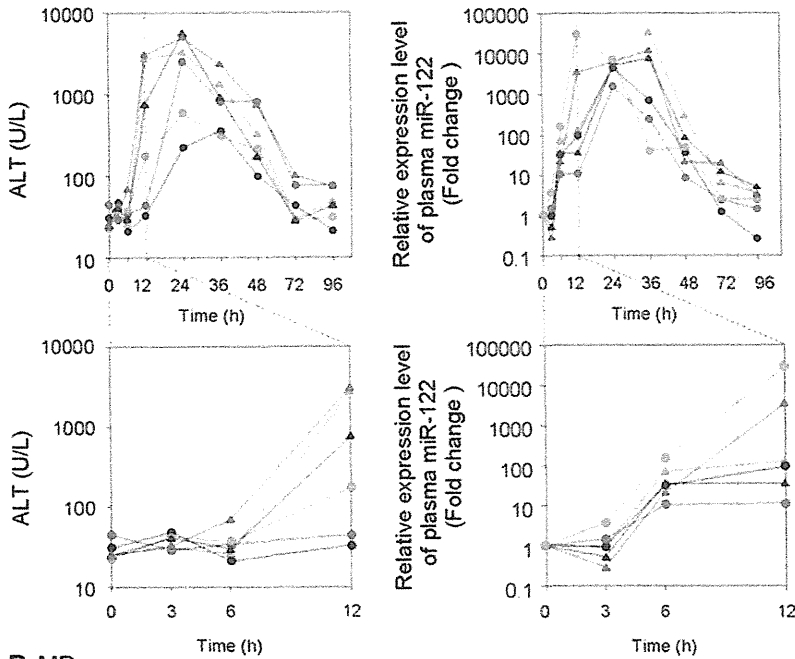 ALT (U/L)
10000
1000
100
10
0 12 24 36 48 72 96
Time (h)
Relative expression level
of plasma miR-122
(Fold change )
100000
10000
1000
100
10
1
0.1
0 12 24 36 48 72 96
Time (h)
ALT (U/L)
10000
1000
100
10
0 3 6 12
Time (h)
Relative expression level
of plasma miR-122
(Fold change )
100000
10000
1000
100
10
1
0.1
0 3 6 12
Time (h)